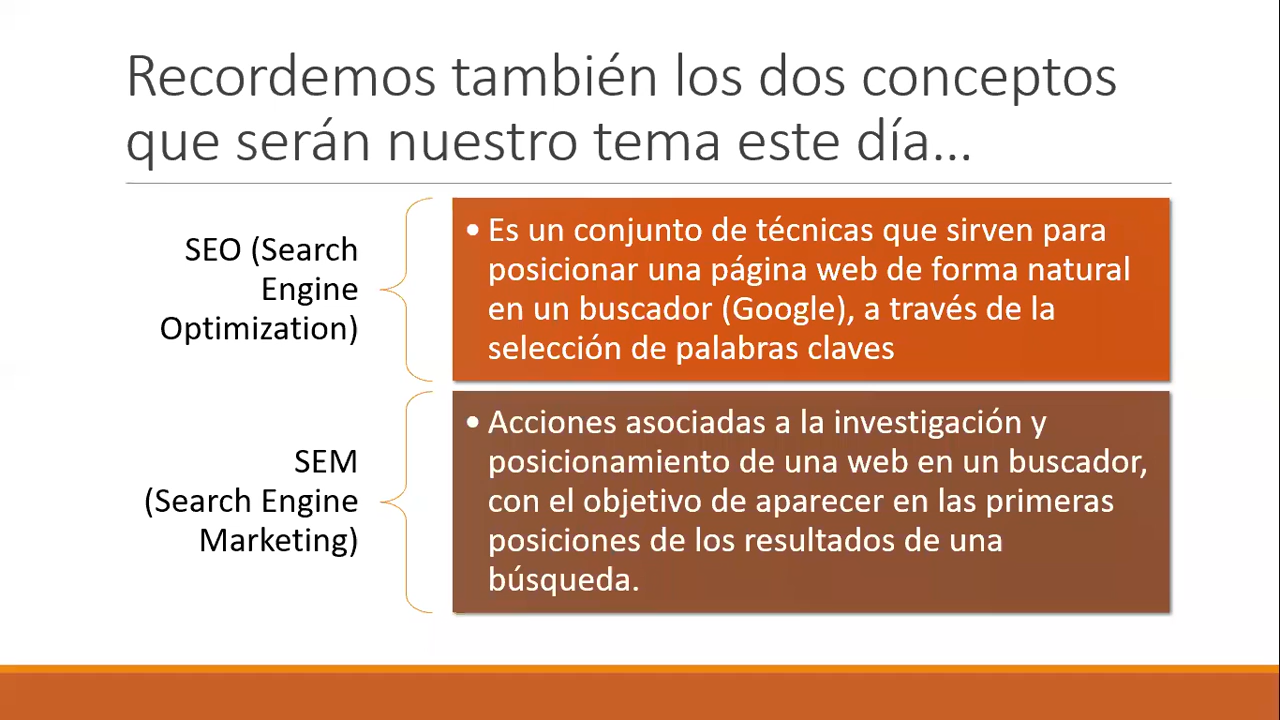 Recordemos también los dos conceptos
que serán nuestro tema este día...
SEO (Search
Engine
Optimization)
• Es un conjunto de técnicas que sirven para
posicionar una página web de forma natural
en un buscador (Google), a través de la
selección de palabras claves
SEM
(Search Engine
Marketing)
• Acciones asociadas a la investigación y
posicionamiento de una web en un buscador,
con el objetivo de aparecer en las primeras
posiciones de los resultados de una
búsqueda.